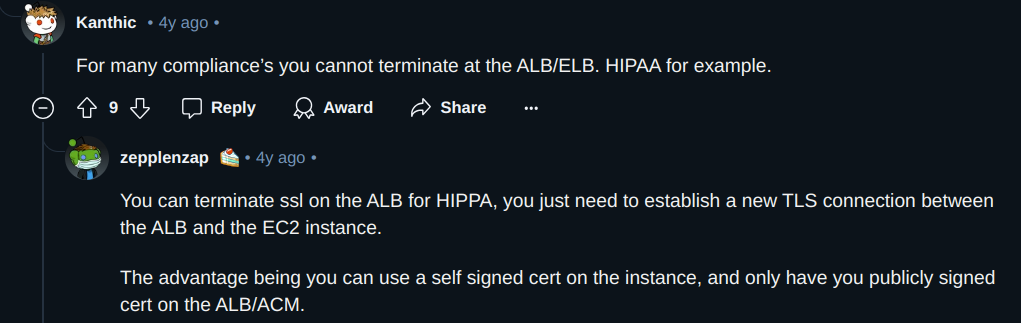 Kanthic • 4y ago •
For many compliance’s you cannot terminate at the ALB/ELB. HIPAA for example.
9 Reply Award Share ...
zepplenzap • 4y ago •
You can terminate ssl on the ALB for HIPPA, you just need to establish a new TLS connection between
the ALB and the EC2 instance.
The advantage being you can use a self signed cert on the instance, and only have you publicly signed
cert on the ALB/ACM.